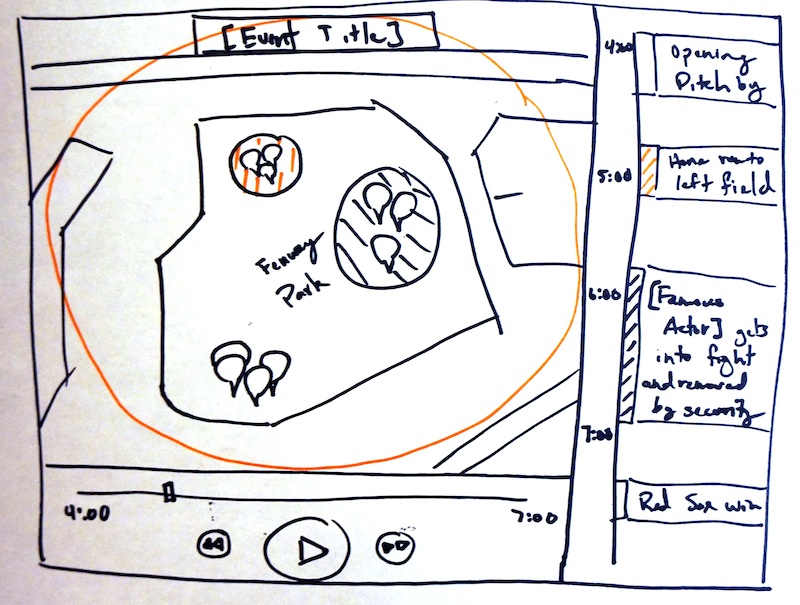 [Event Title]
Fenway
Park
4:00
7:00
4:00
Opening
Pitch by
5:00
Home run to
left field
6:00
[Famous
Actor] gets
into fight
and removed
by security
7:00
Red Sox win